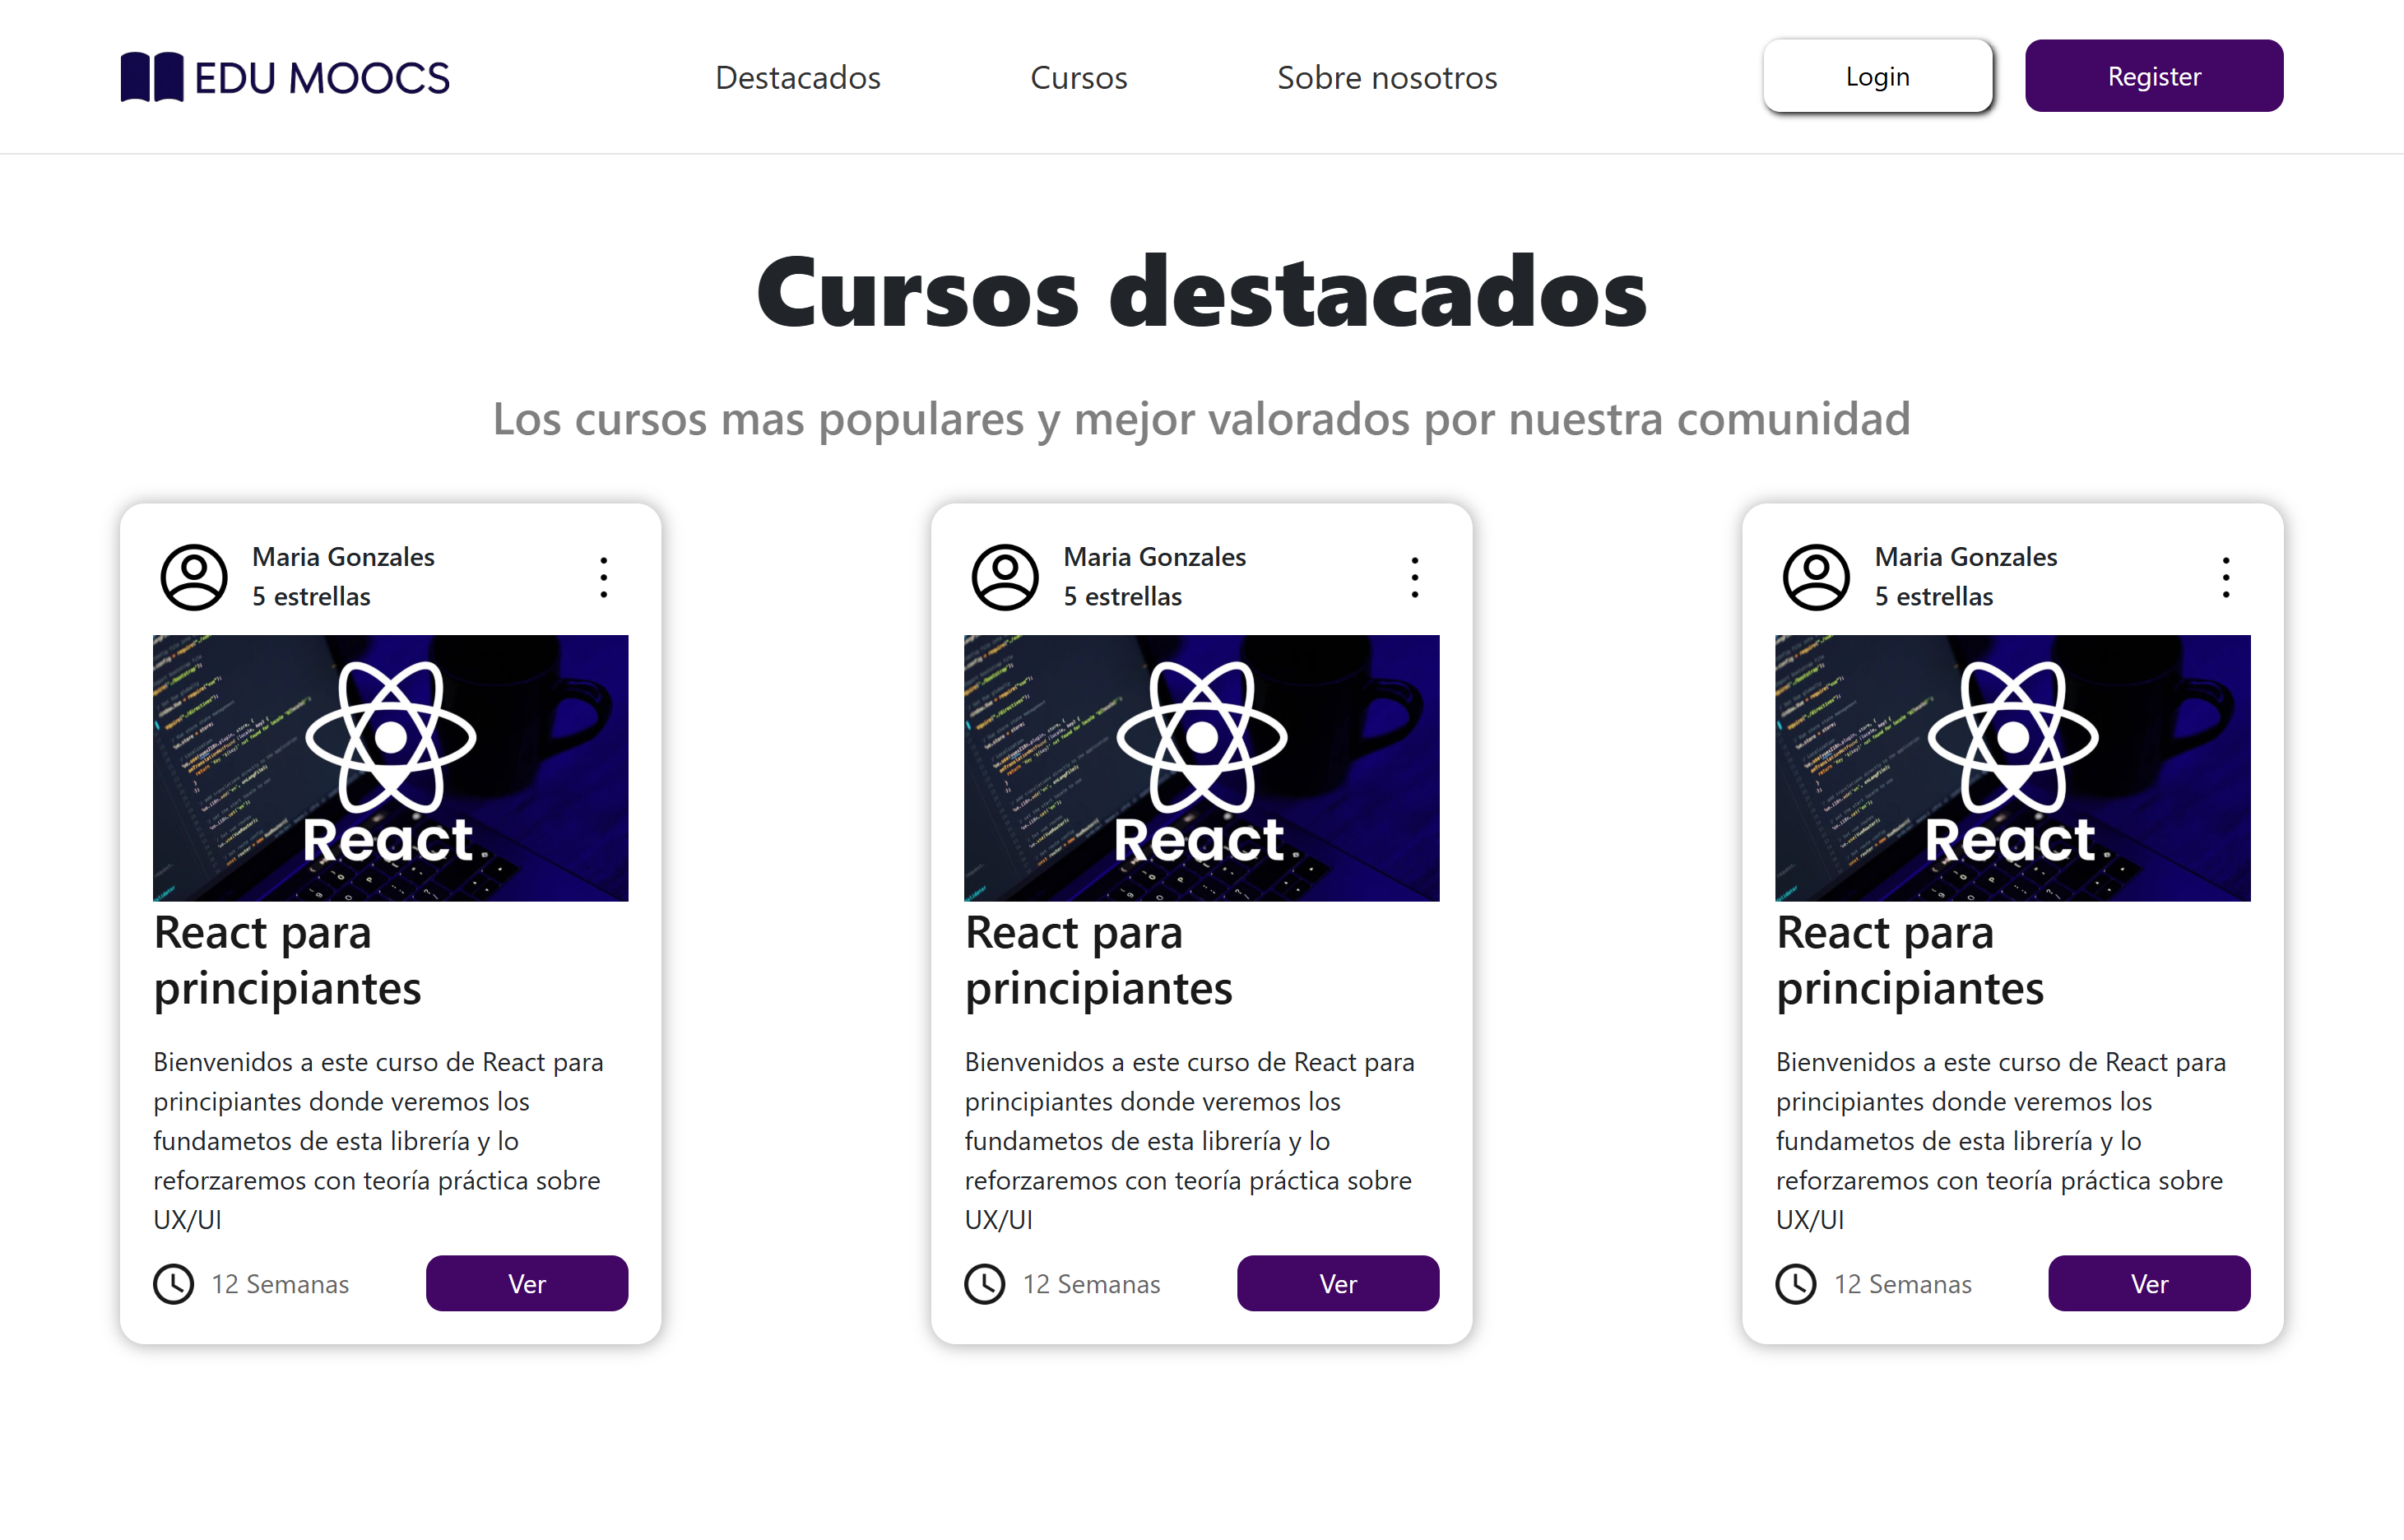 EDU MOOCS
Destacados
Cursos
Sobre nosotros
Login
Register
Cursos destacados
Los cursos mas populares y mejor valorados por nuestra comunidad
Maria Gonzales
5 estrellas
React
React para
principiantes
Bienvenidos a este curso de React para
principiantes donde veremos los
fundametos de esta librería y lo
reforzaremos con teoría práctica sobre
UX/UI
12 Semanas
Ver
Maria Gonzales
5 estrellas
React
React para
principiantes
Bienvenidos a este curso de React para
principiantes donde veremos los
fundametos de esta librería y lo
reforzaremos con teoría práctica sobre
UX/UI
12 Semanas
Ver
Maria Gonzales
5 estrellas
React
React para
principiantes
Bienvenidos a este curso de React para
principiantes donde veremos los
fundametos de esta librería y lo
reforzaremos con teoría práctica sobre
UX/UI
12 Semanas
Ver